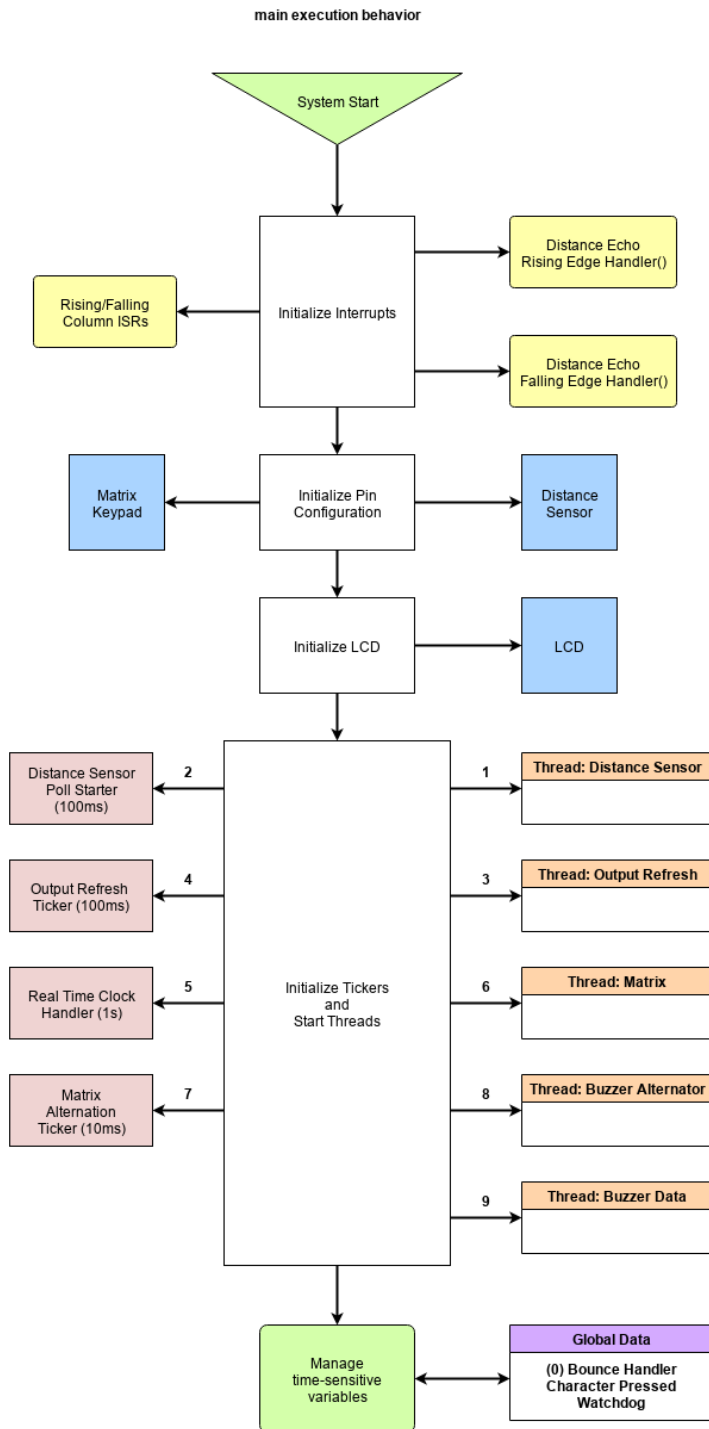 main execution behavior
System Start
Initialize Interrupts
Distance Echo
Rising Edge Handler()
Rising/Falling
Column ISRs
Distance Echo
Falling Edge Handler()
Matrix
Keypad
Initialize Pin
Configuration
Distance
Sensor
Initialize LCD
LCD
Initialize Tickers
and
Start Threads
Distance Sensor
Poll Starter
(100ms)
2
1
Thread: Distance Sensor
Output Refresh
Ticker (100ms)
4
3
Thread: Output Refresh
Real Time Clock
Handler (1s)
5
6
Thread: Matrix
Matrix
Alternation
Ticker (10ms)
7
8
Thread: Buzzer Alternator
9
Thread: Buzzer Data
Manage
time-sensitive
variables
Global Data
(0) Bounce Handler
Character Pressed
Watchdog